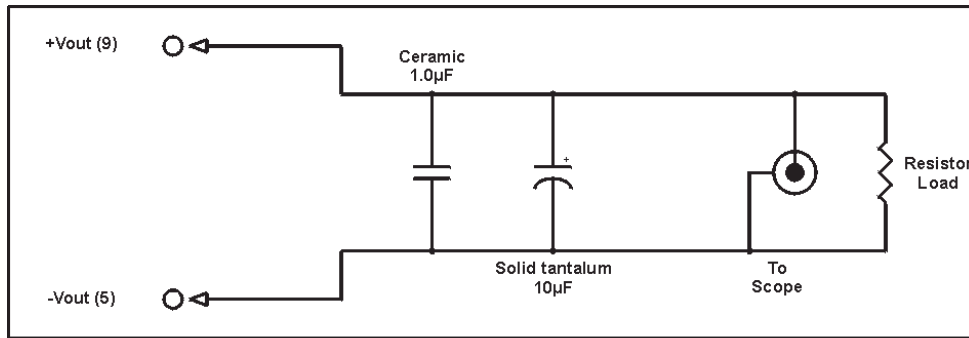 +Vout (9)
Ceramic
1.0µF
+
Resistor
Load
Solid tantalum
10µF
To
Scope
-Vout (5)